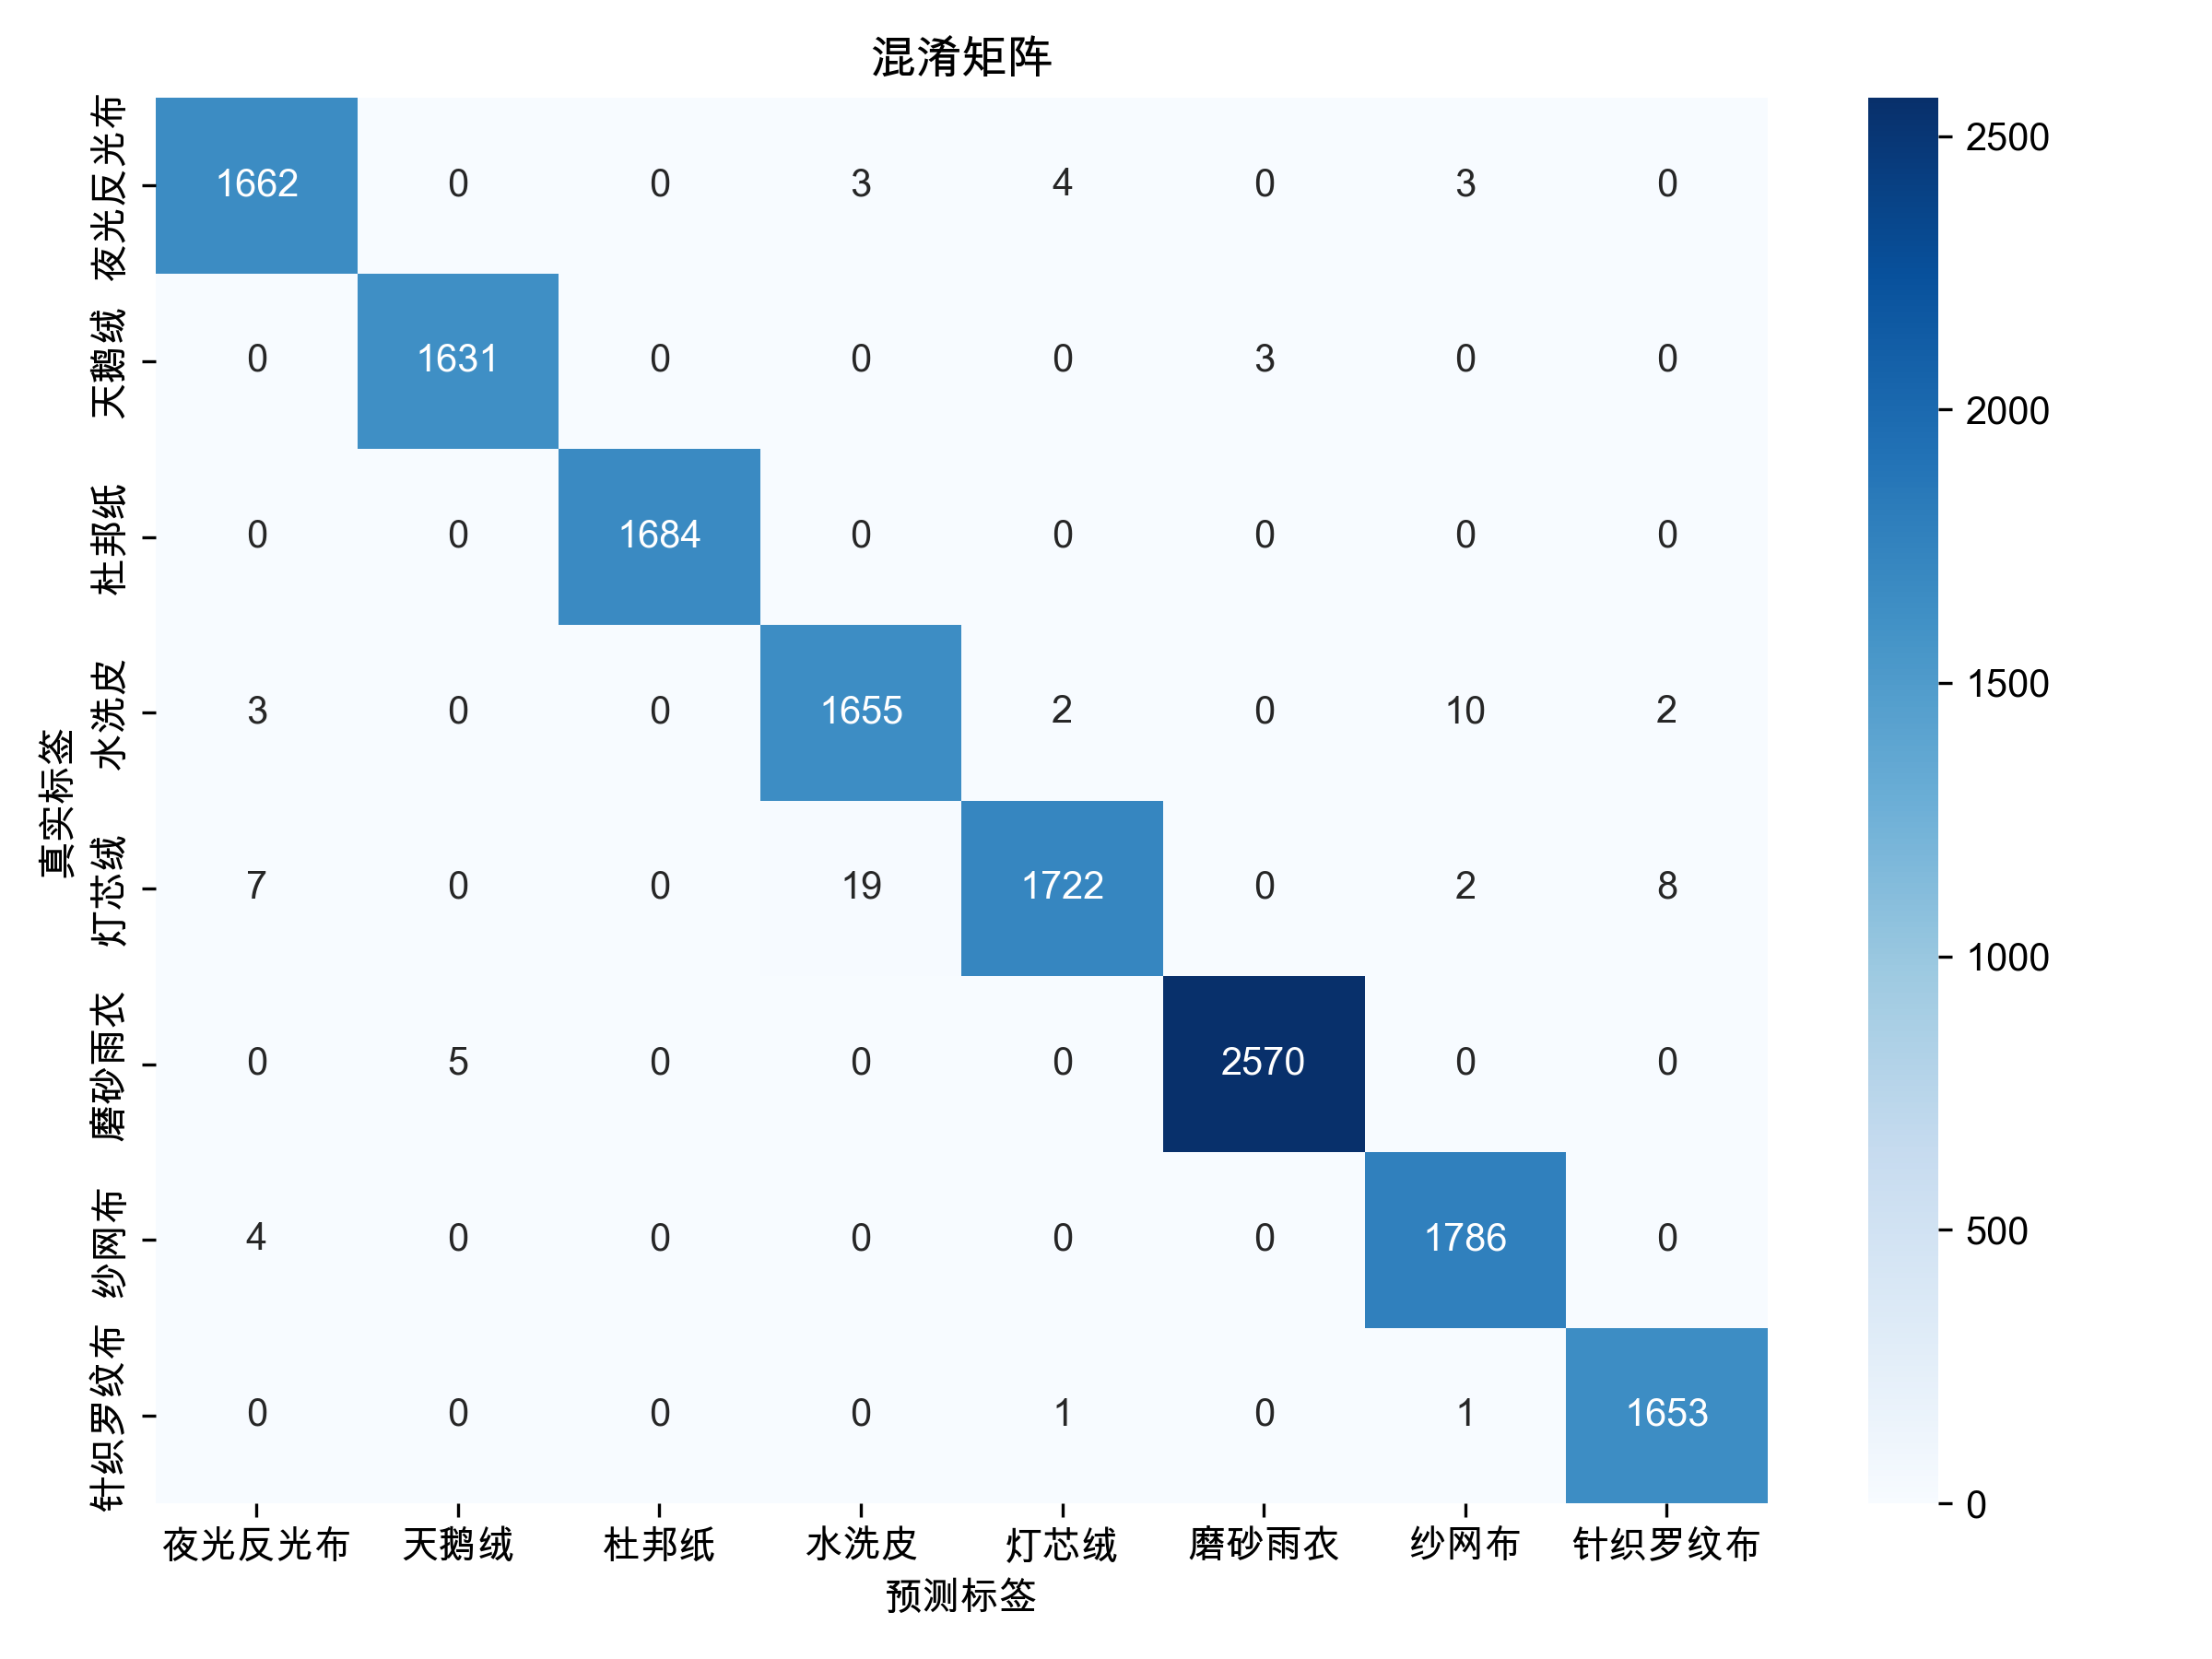 混淆矩阵
夜光反光布 1662 0 0 3 4 0 3 0
天鹅绒 0 1631 0 0 0 3 0 0
杜邦纸 0 0 1684 0 0 0 0 0
水洗皮 3 0 0 1655 2 0 10 2
灯芯绒 7 0 0 19 1722 0 2 8
磨砂雨衣 0 5 0 0 0 2570 0 0
纱网布 4 0 0 0 0 0 1786 0
针织罗纹布 0 0 0 0 1 0 1 1653
真实标签
夜光反光布 天鹅绒 杜邦纸 水洗皮 灯芯绒 磨砂雨衣 纱网布 针织罗纹布
预测标签
2500
2000
1500
1000
500
0